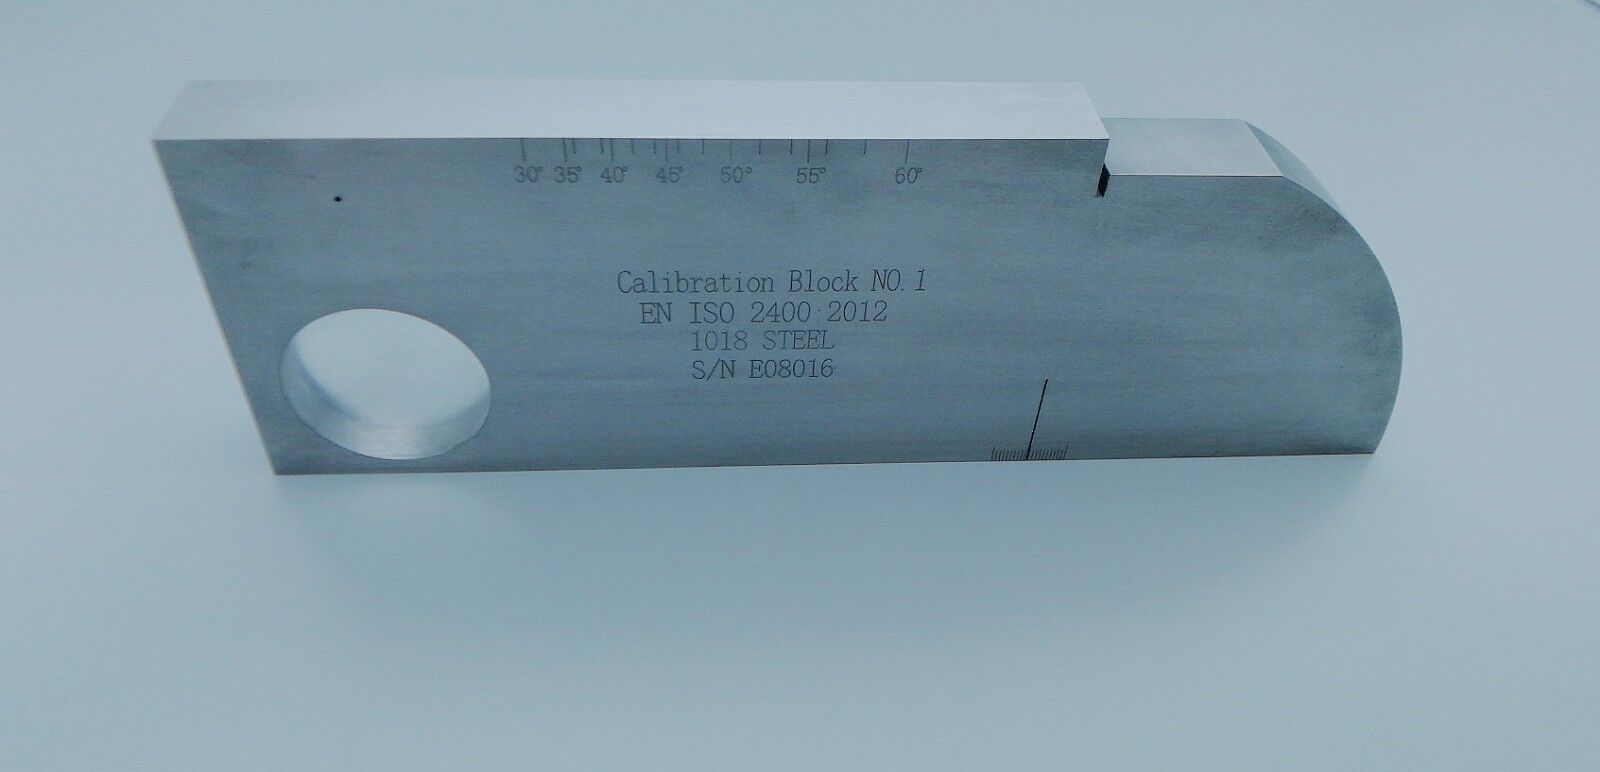 30° 35° 40° 45° 50° 55° 60°
Calibration Block NO. 1
EN ISO 2400:2012
1018 STEEL
S/N E08016